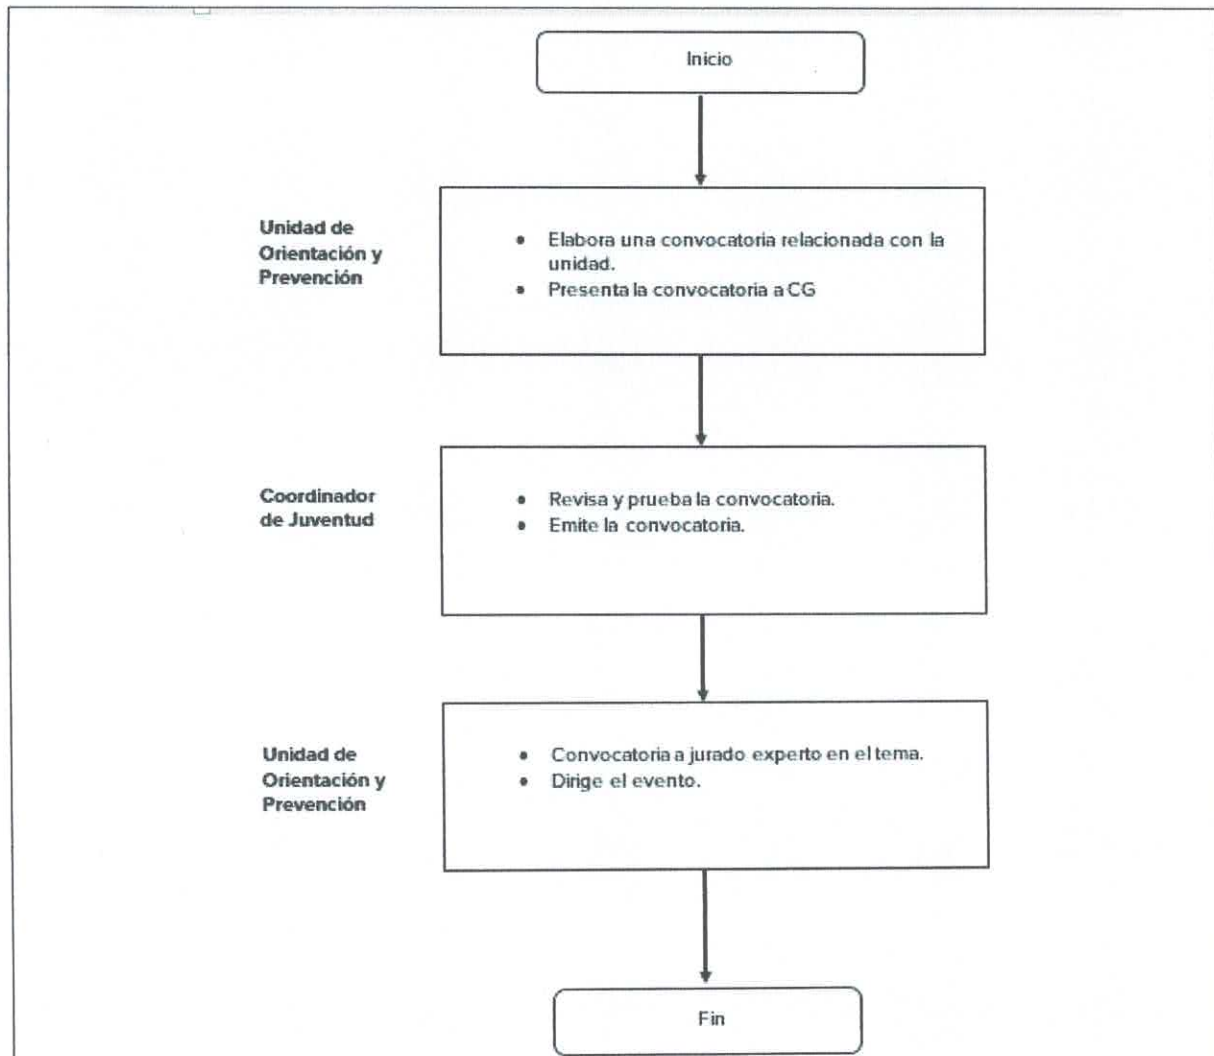 Inicio
Unidad de
Orientación y
Prevención
• Elabora una convocatoria relacionada con la
unidad.
• Presenta la convocatoria a CG
Coordinador
de Juventud
• Revisa y prueba la convocatoria.
• Emite la convocatoria.
Unidad de
Orientación y
Prevención
• Convocatoria a jurado experto en el tema.
• Dirige el evento.
Fin